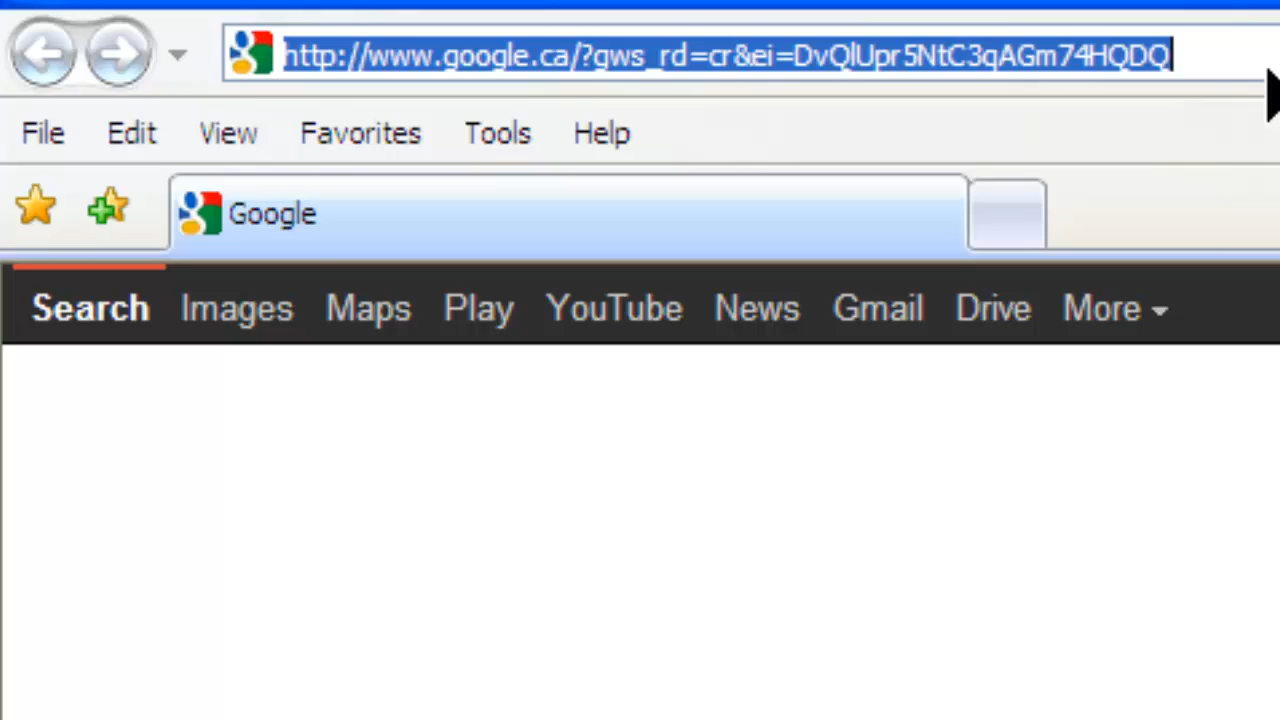 http://www.google.ca/?gws_rd=cr&ei=DvQlUpr5NtC3qAGm74HQDQ
File Edit View Favorites Tools Help
Google
Search Images Maps Play YouTube News Gmail Drive More